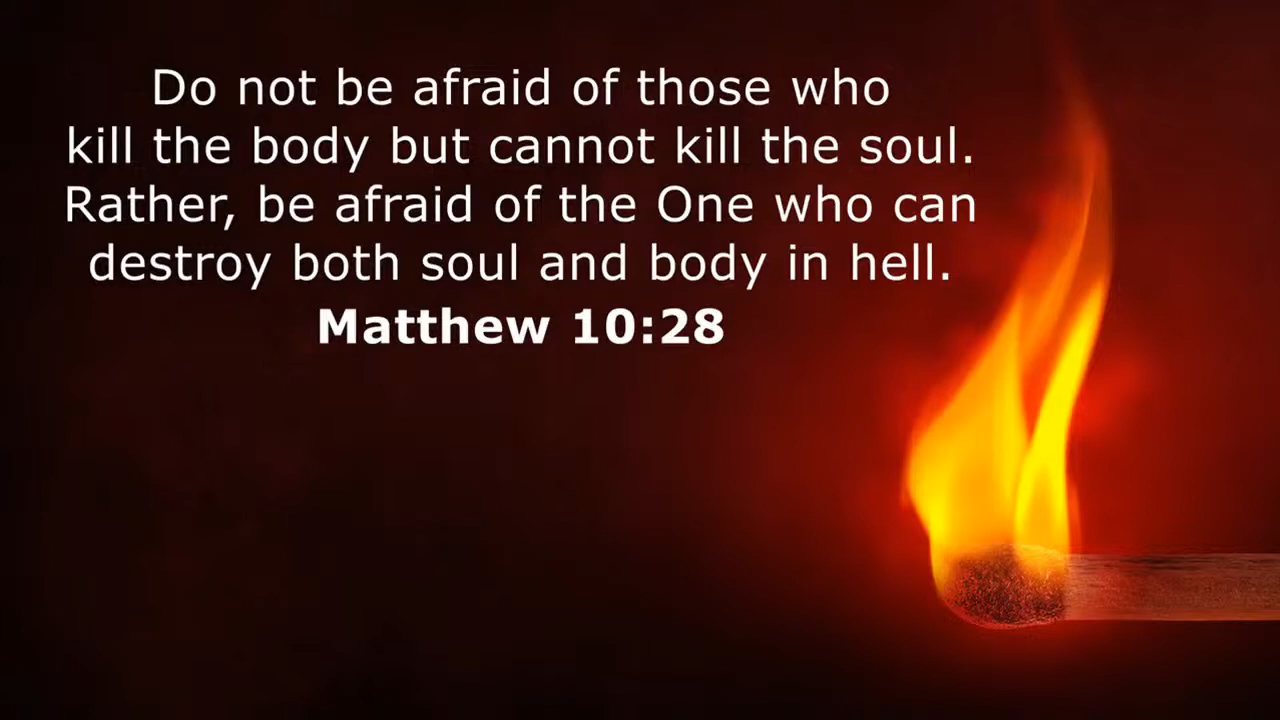 Do not be afraid of those who
kill the body but cannot kill the soul.
Rather, be afraid of the One who can
destroy both soul and body in hell.
Matthew 10:28